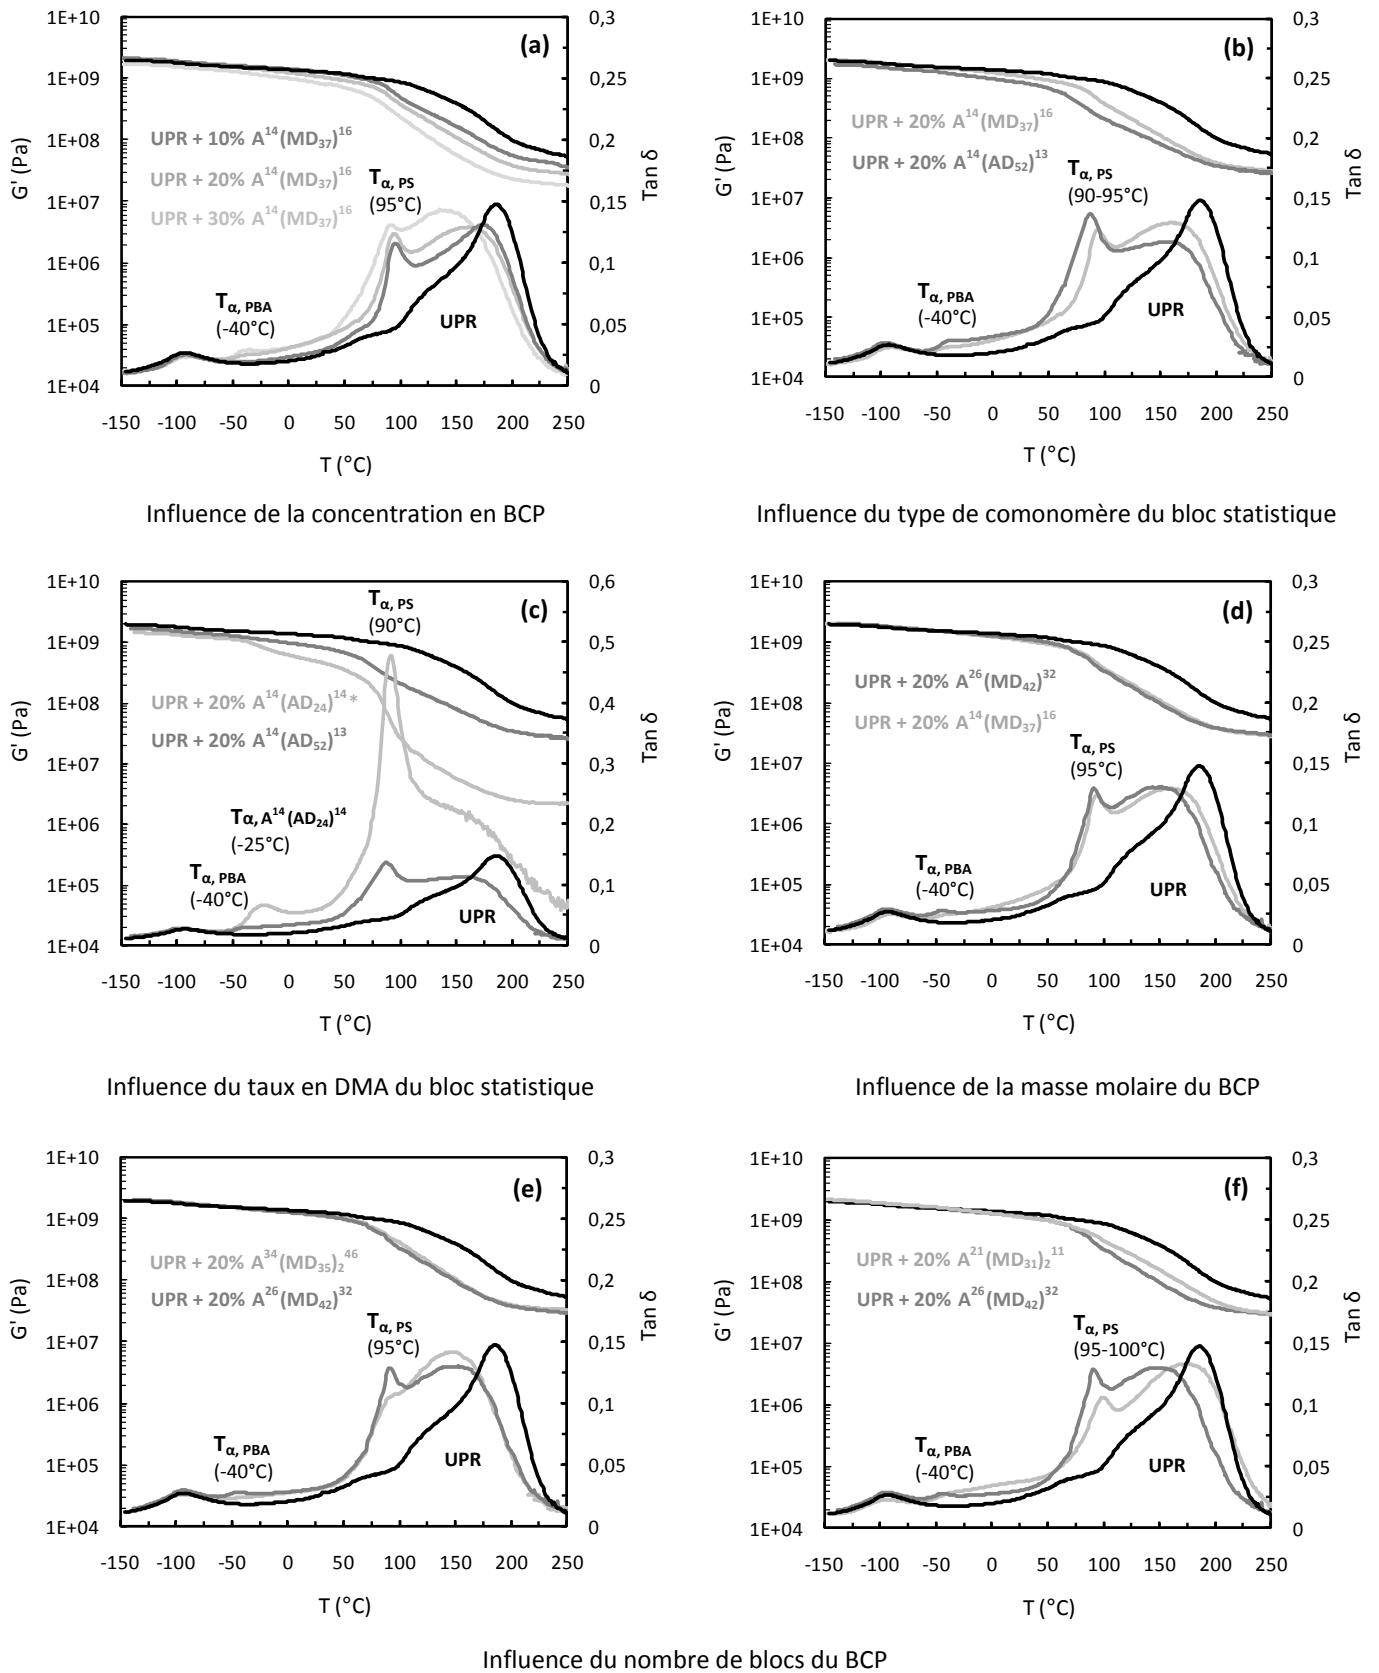 (a)
G' (Pa)
1E+10
1E+09
1E+08
1E+07
1E+06
1E+05
1E+04
UPR + 10% A¹⁴(MD₃₇)¹⁶
UPR + 20% A¹⁴(MD₃₇)¹⁶
UPR + 30% A¹⁴(MD₃₇)¹⁶
Tα, PS
(95°C)
Tα, PBA
(-40°C)
UPR
0,3
0,25
0,2
0,15
0,1
0,05
0
Tan δ
-150 -100 -50 0 50 100 150 200 250
T (°C)
Influence de la concentration en BCP
(b)
G' (Pa)
1E+10
1E+09
1E+08
1E+07
1E+06
1E+05
1E+04
UPR + 20% A¹⁴(MD₃₇)¹⁶
UPR + 20% A¹⁴(AD₅₂)¹³
Tα, PS
(90-95°C)
Tα, PBA
(-40°C)
UPR
0,3
0,25
0,2
0,15
0,1
0,05
0
Tan δ
-150 -100 -50 0 50 100 150 200 250
T (°C)
Influence du type de comonomère du bloc statistique
(c)
G' (Pa)
1E+10
1E+09
1E+08
1E+07
1E+06
1E+05
1E+04
Tα, PS
(90°C)
UPR + 20% A¹⁴(AD₂₄)¹⁴*
UPR + 20% A¹⁴(AD₅₂)¹³
Tα, A¹⁴(AD₂₄)¹⁴
(-25°C)
Tα, PBA
(-40°C)
UPR
0,6
0,5
0,4
0,3
0,2
0,1
0
Tan δ
-150 -100 -50 0 50 100 150 200 250
T (°C)
Influence du taux en DMA du bloc statistique
(d)
G' (Pa)
1E+10
1E+09
1E+08
1E+07
1E+06
1E+05
1E+04
UPR + 20% A²⁶(MD₄₂)³²
UPR + 20% A¹⁴(MD₃₇)¹⁶
Tα, PS
(95°C)
Tα, PBA
(-40°C)
UPR
0,3
0,25
0,2
0,15
0,1
0,05
0
Tan δ
-150 -100 -50 0 50 100 150 200 250
T (°C)
Influence de la masse molaire du BCP
(e)
G' (Pa)
1E+10
1E+09
1E+08
1E+07
1E+06
1E+05
1E+04
UPR + 20% A³⁴(MD₃₅)₂⁴⁶
UPR + 20% A²⁶(MD₄₂)³²
Tα, PS
(95°C)
Tα, PBA
(-40°C)
UPR
0,3
0,25
0,2
0,15
0,1
0,05
0
Tan δ
-150 -100 -50 0 50 100 150 200 250
T (°C)
(f)
G' (Pa)
1E+10
1E+09
1E+08
1E+07
1E+06
1E+05
1E+04
UPR + 20% A²¹(MD₃₁)₂¹¹
UPR + 20% A²⁶(MD₄₂)³²
Tα, PS
(95-100°C)
Tα, PBA
(-40°C)
UPR
0,3
0,25
0,2
0,15
0,1
0,05
0
Tan δ
-150 -100 -50 0 50 100 150 200 250
T (°C)
Influence du nombre de blocs du BCP